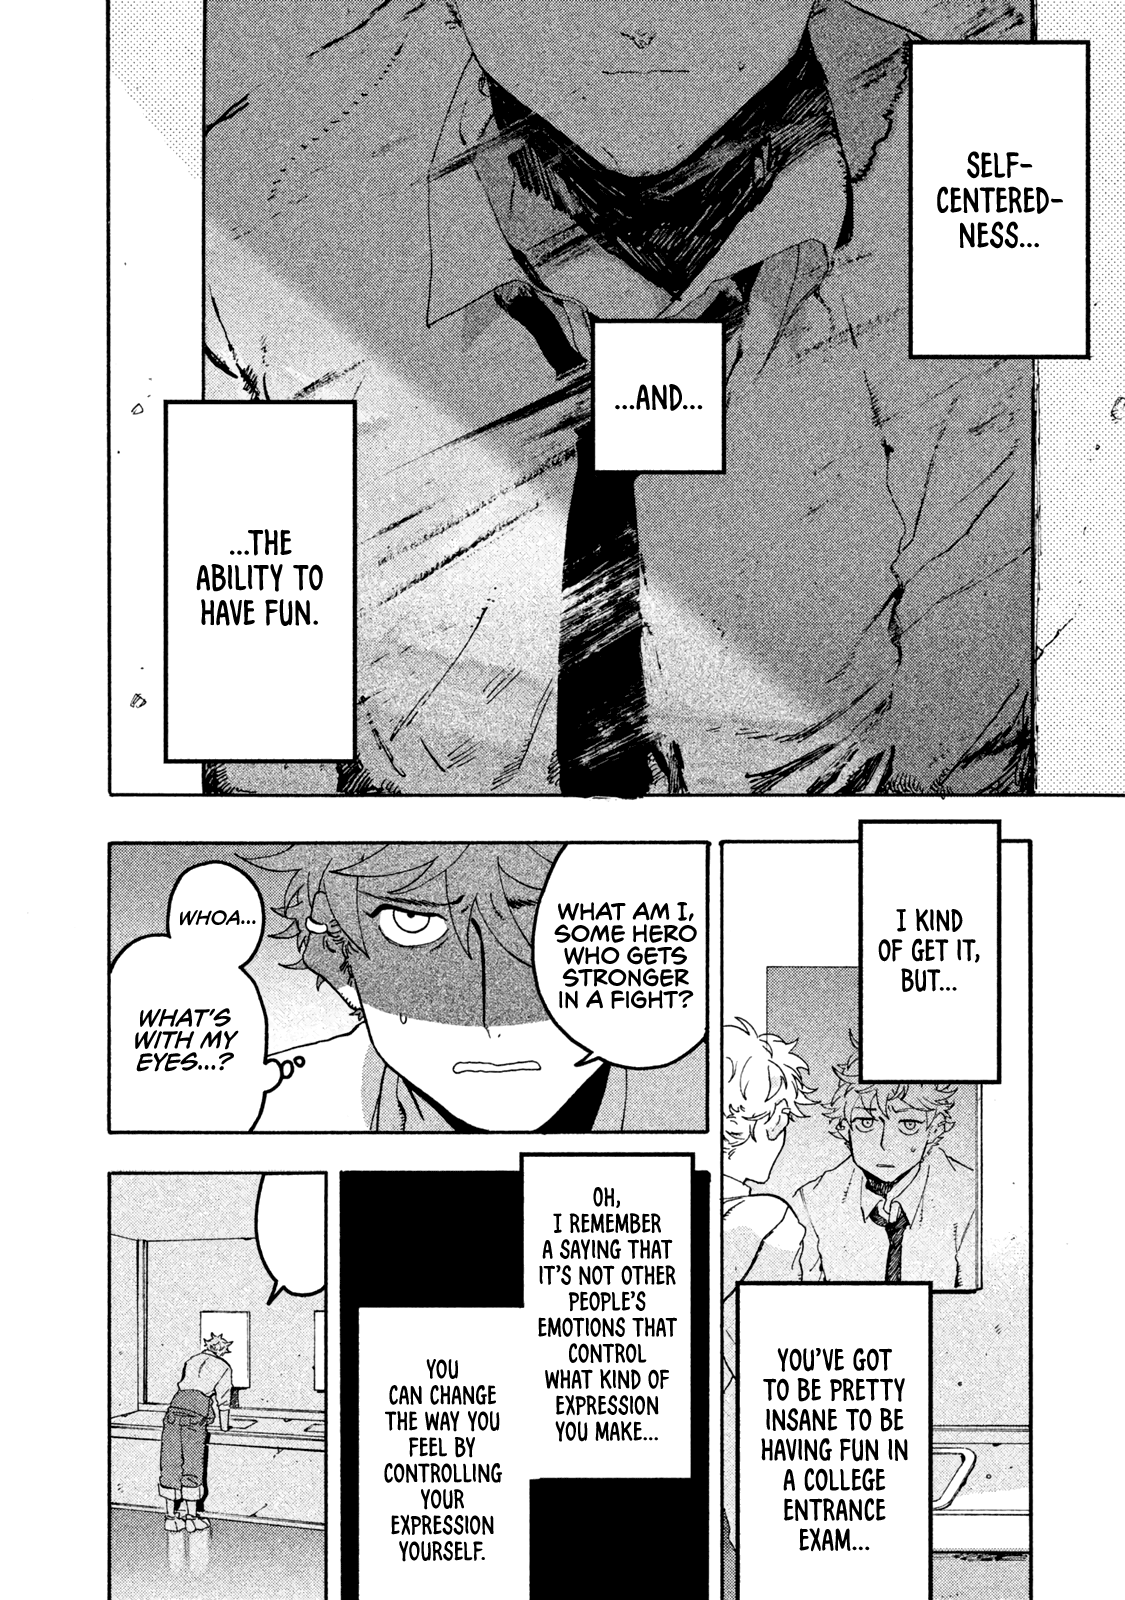 SELF-
CENTERED-
NESS...
...AND...
...THE
ABILITY TO
HAVE FUN.
I KIND
OF GET IT,
BUT...
YOU'VE GOT
TO BE PRETTY
INSANE TO BE
HAVING FUN IN
A COLLEGE
ENTRANCE
EXAM...
WHAT AM I,
SOME HERO
WHO GETS
STRONGER
IN A FIGHT?
WHOA...
WHAT'S
WITH MY
EYES...?
OH,
I REMEMBER
A SAYING THAT
IT'S NOT OTHER
PEOPLE'S
EMOTIONS THAT
CONTROL
WHAT KIND OF
EXPRESSION
YOU MAKE...
YOU
CAN CHANGE
THE WAY YOU
FEEL BY
CONTROLLING
YOUR
EXPRESSION
YOURSELF.